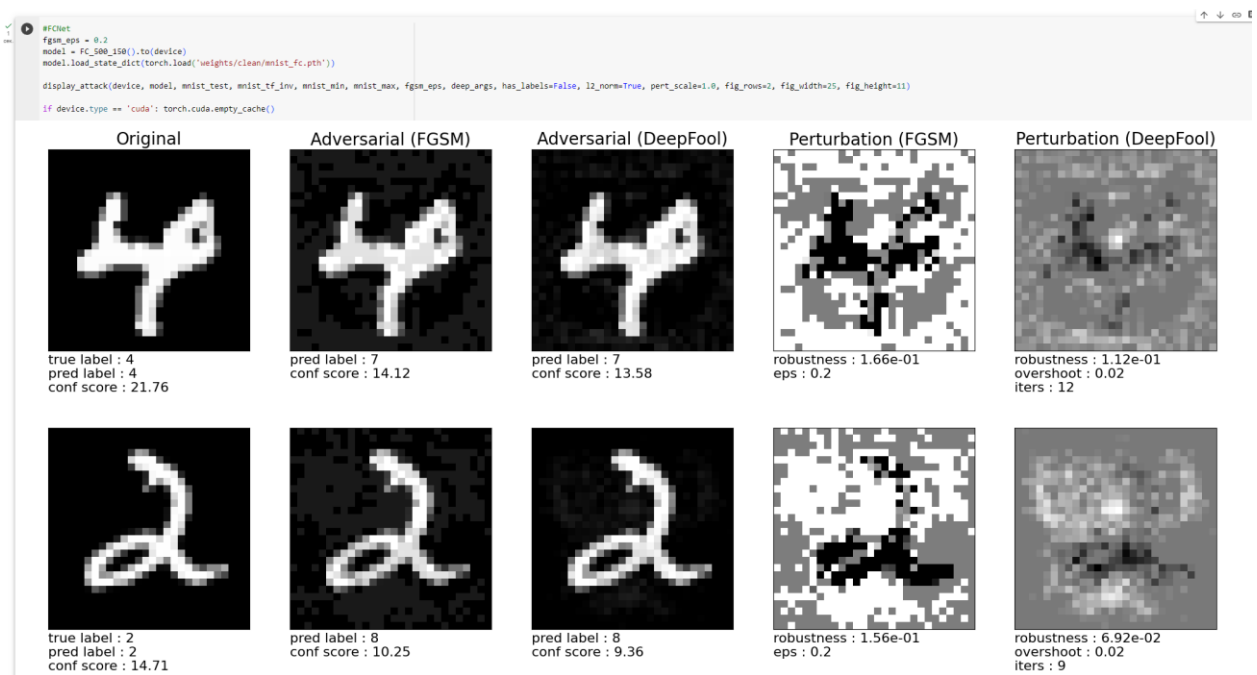 #FCNet
fgsm_eps = 0.2
model = FC_500_150().to(device)
model.load_state_dict(torch.load('weights/clean/mnist_fc.pth'))
display_attack(device, model, mnist_test, mnist_tf_inv, mnist_min, mnist_max, fgsm_eps, deep_args, has_labels=False, l2_norm=True, pert_scale=1.0, fig_rows=2, fig_width=25, fig_height=11)
if device.type == 'cuda': torch.cuda.empty_cache()
Original
Adversarial (FGSM)
Adversarial (DeepFool)
Perturbation (FGSM)
Perturbation (DeepFool)
true label : 4
pred label : 4
conf score : 21.76
pred label : 7
conf score : 14.12
pred label : 7
conf score : 13.58
robustness : 1.66e-01
eps : 0.2
robustness : 1.12e-01
overshoot : 0.02
iters : 12
true label : 2
pred label : 2
conf score : 14.71
pred label : 8
conf score : 10.25
pred label : 8
conf score : 9.36
robustness : 1.56e-01
eps : 0.2
robustness : 6.92e-02
overshoot : 0.02
iters : 9